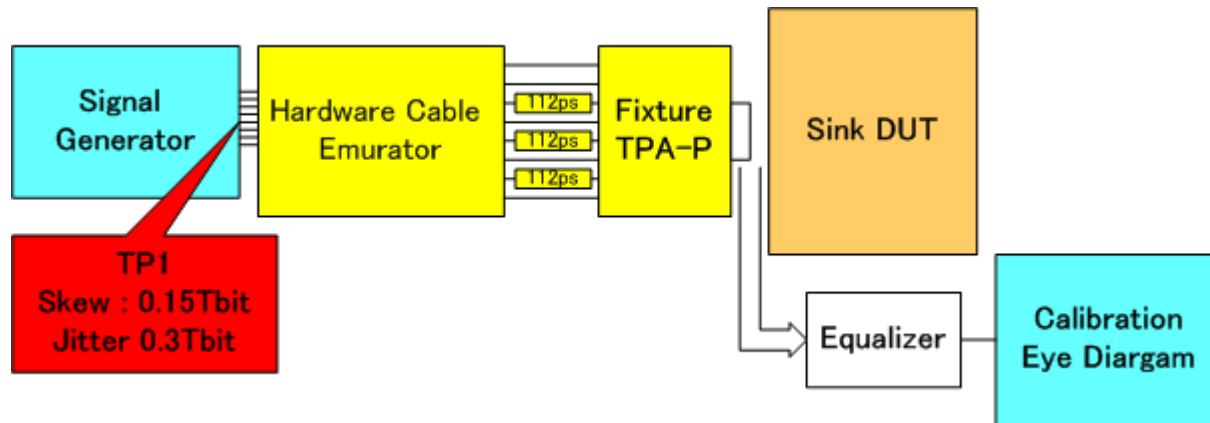 Signal
Generator
Hardware Cable
Emurator
112ps
112ps
112ps
Fixture
TPA-P
Sink DUT
TP1
Skew : 0.15Tbit
Jitter 0.3Tbit
Equalizer
Calibration
Eye Diargam